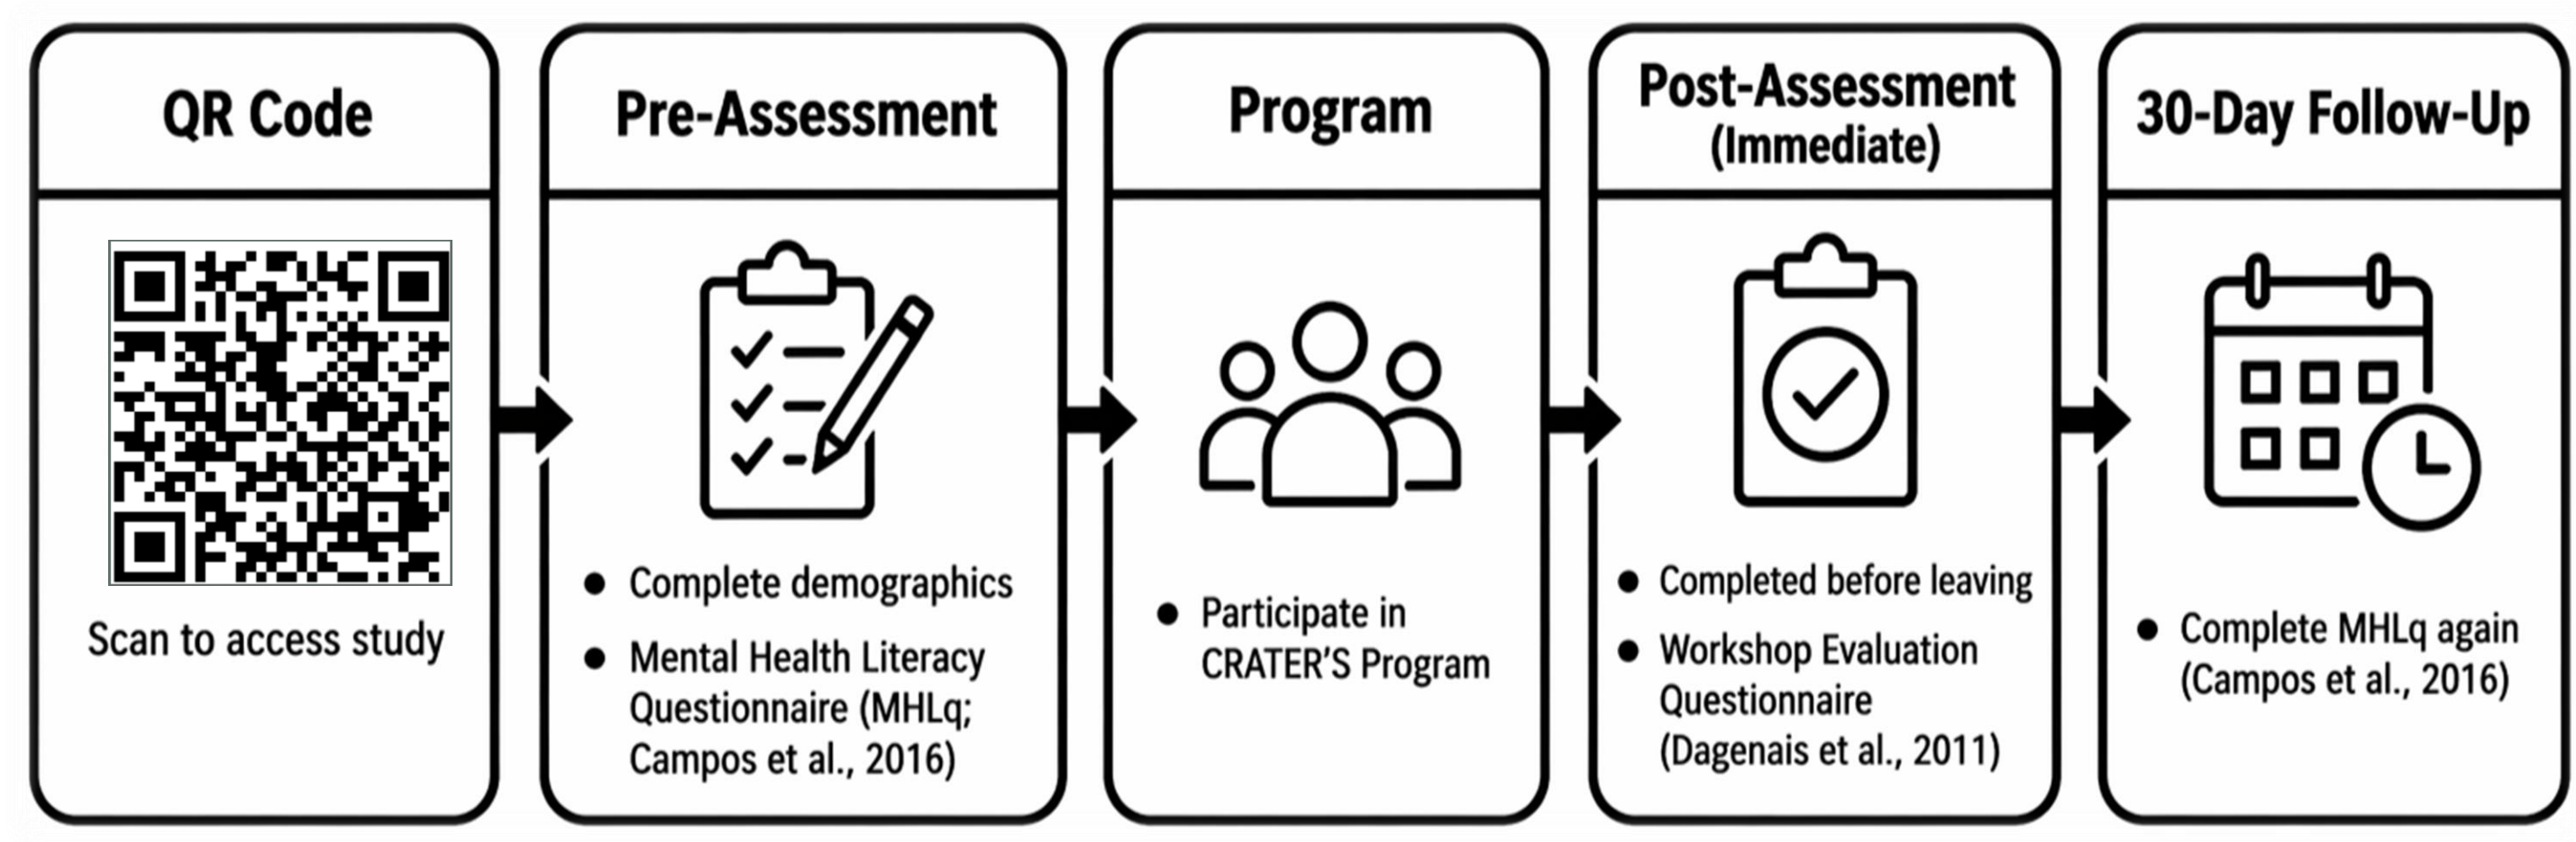 QR Code
Scan to access study
Pre-Assessment
● Complete demographics
● Mental Health Literacy
Questionnaire (MHLq;
Campos et al., 2016)
Program
● Participate in
CRATER'S Program
Post-Assessment
(Immediate)
● Completed before leaving
● Workshop Evaluation
Questionnaire
(Dagenais et al., 2011)
30-Day Follow-Up
● Complete MHLq again
(Campos et al., 2016)